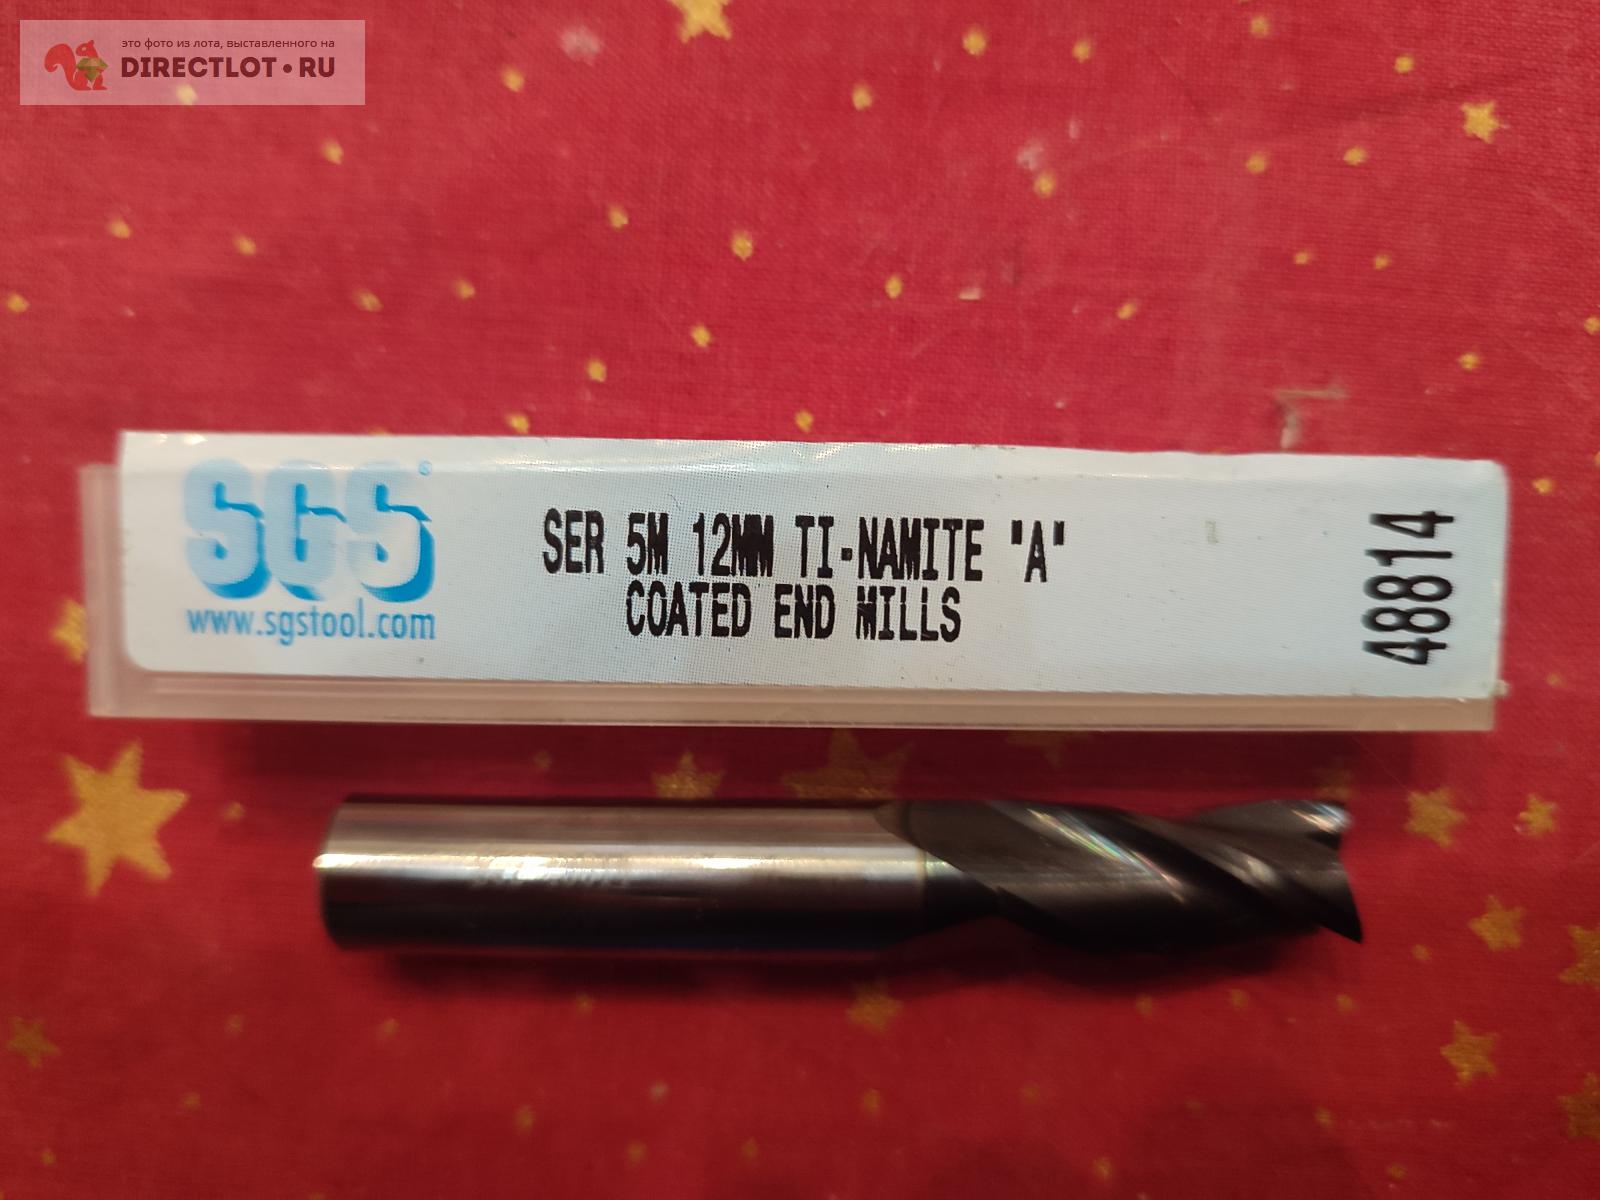 это фото из лота, выставленного на
DIRECTLOT•RU
SGS®
www.sgstool.com
SER 5M 12MM TI-NAMITE "A"
COATED END MILLS
48814